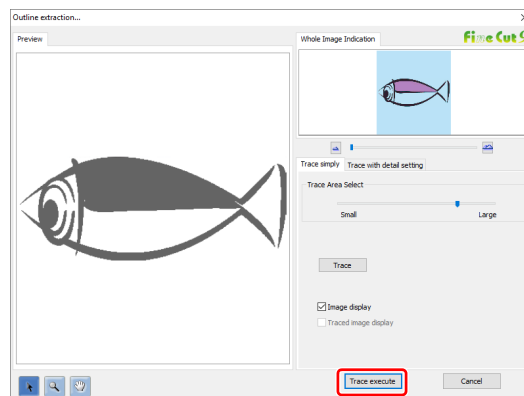 Outline extraction...
Preview
Whole Image Indication
Fine Cut 9
Trace simply
Trace with detail setting
Trace Area Select
Small
Large
Trace
Image display
Traced image display
Trace execute
Cancel